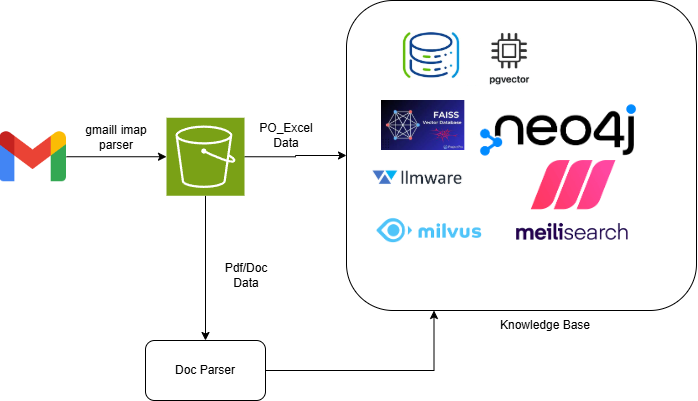 gmaill imap
parser
PO_Excel
Data
pgvector
FAISS
Vector Database
neo4j
llmware
milvus
meilisearch
Pdf/Doc
Data
Knowledge Base
Doc Parser